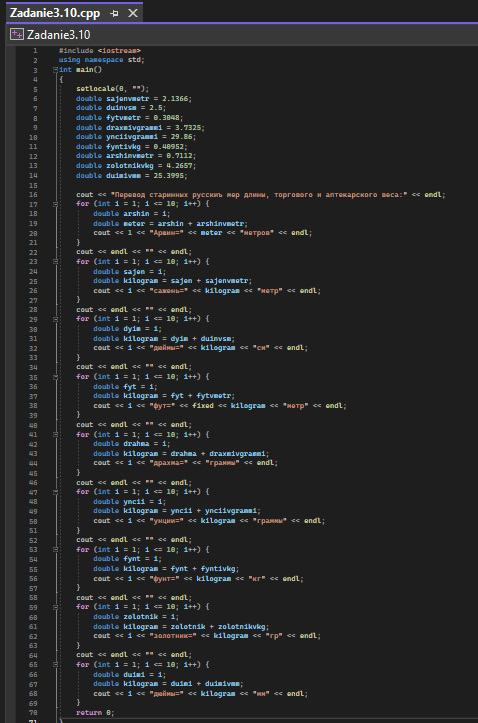 Zadanie3.10.cpp
Zadanie3.10
1 #include <iostream>
2 using namespace std;
3 int main()
4 {
5 setlocale(0, "");
6 double sajenvmetr = 2.1366;
7 double duinvsm = 2.5;
8 double fytvmetr = 0.3048;
9 double draxmivgrammi = 3.7325;
10 double ynciivgrammi = 29.86;
11 double fyntivkg = 0.40952;
12 double arshinvmetr = 0.7112;
13 double zolotnikvkg = 4.2657;
14 double duimivmm = 25.3995;
15
16 cout << "Перевод старинных русскиъ мер длины, торгового и аптекарского веса:" << endl;
17 for (int i = 1; i <= 10; i++) {
18 double arshin = i;
19 double meter = arshin + arshinvmetr;
20 cout << i << "Аршин=" << meter << "метров" << endl;
21 }
22 cout << endl << "" << endl;
23 for (int i = 1; i <= 10; i++) {
24 double sajen = i;
25 double kilogram = sajen + sajenvmetr;
26 cout << i << "сажень=" << kilogram << "метр" << endl;
27 }
28 cout << endl << "" << endl;
29 for (int i = 1; i <= 10; i++) {
30 double dyim = i;
31 double kilogram = dyim + duinvsm;
32 cout << i << "дюймы=" << kilogram << "см" << endl;
33 }
34 cout << endl << "" << endl;
35 for (int i = 1; i <= 10; i++) {
36 double fyt = i;
37 double kilogram = fyt + fytvmetr;
38 cout << i << "фут=" << fixed << kilogram << "метр" << endl;
39 }
40 cout << endl << "" << endl;
41 for (int i = 1; i <= 10; i++) {
42 double drahma = i;
43 double kilogram = drahma + draxmivgrammi;
44 cout << i << "драхма=" << kilogram << "граммы" << endl;
45 }
46 cout << endl << "" << endl;
47 for (int i = 1; i <= 10; i++) {
48 double yncii = i;
49 double kilogram = yncii + ynciivgrammi;
50 cout << i << "унции=" << kilogram << "граммы" << endl;
51 }
52 cout << endl << "" << endl;
53 for (int i = 1; i <= 10; i++) {
54 double fynt = i;
55 double kilogram = fynt + fyntivkg;
56 cout << i << "фунт=" << kilogram << "кг" << endl;
57 }
58 cout << endl << "" << endl;
59 for (int i = 1; i <= 10; i++) {
60 double zolotnik = i;
61 double kilogram = zolotnik + zolotnikvkg;
62 cout << i << "золотник=" << kilogram << "гр" << endl;
63 }
64 cout << endl << "" << endl;
65 for (int i = 1; i <= 10; i++) {
66 double duimi = i;
67 double kilogram = duimi + duimivmm;
68 cout << i << "дюймы=" << kilogram << "мм" << endl;
69 }
70 return 0;
71 }